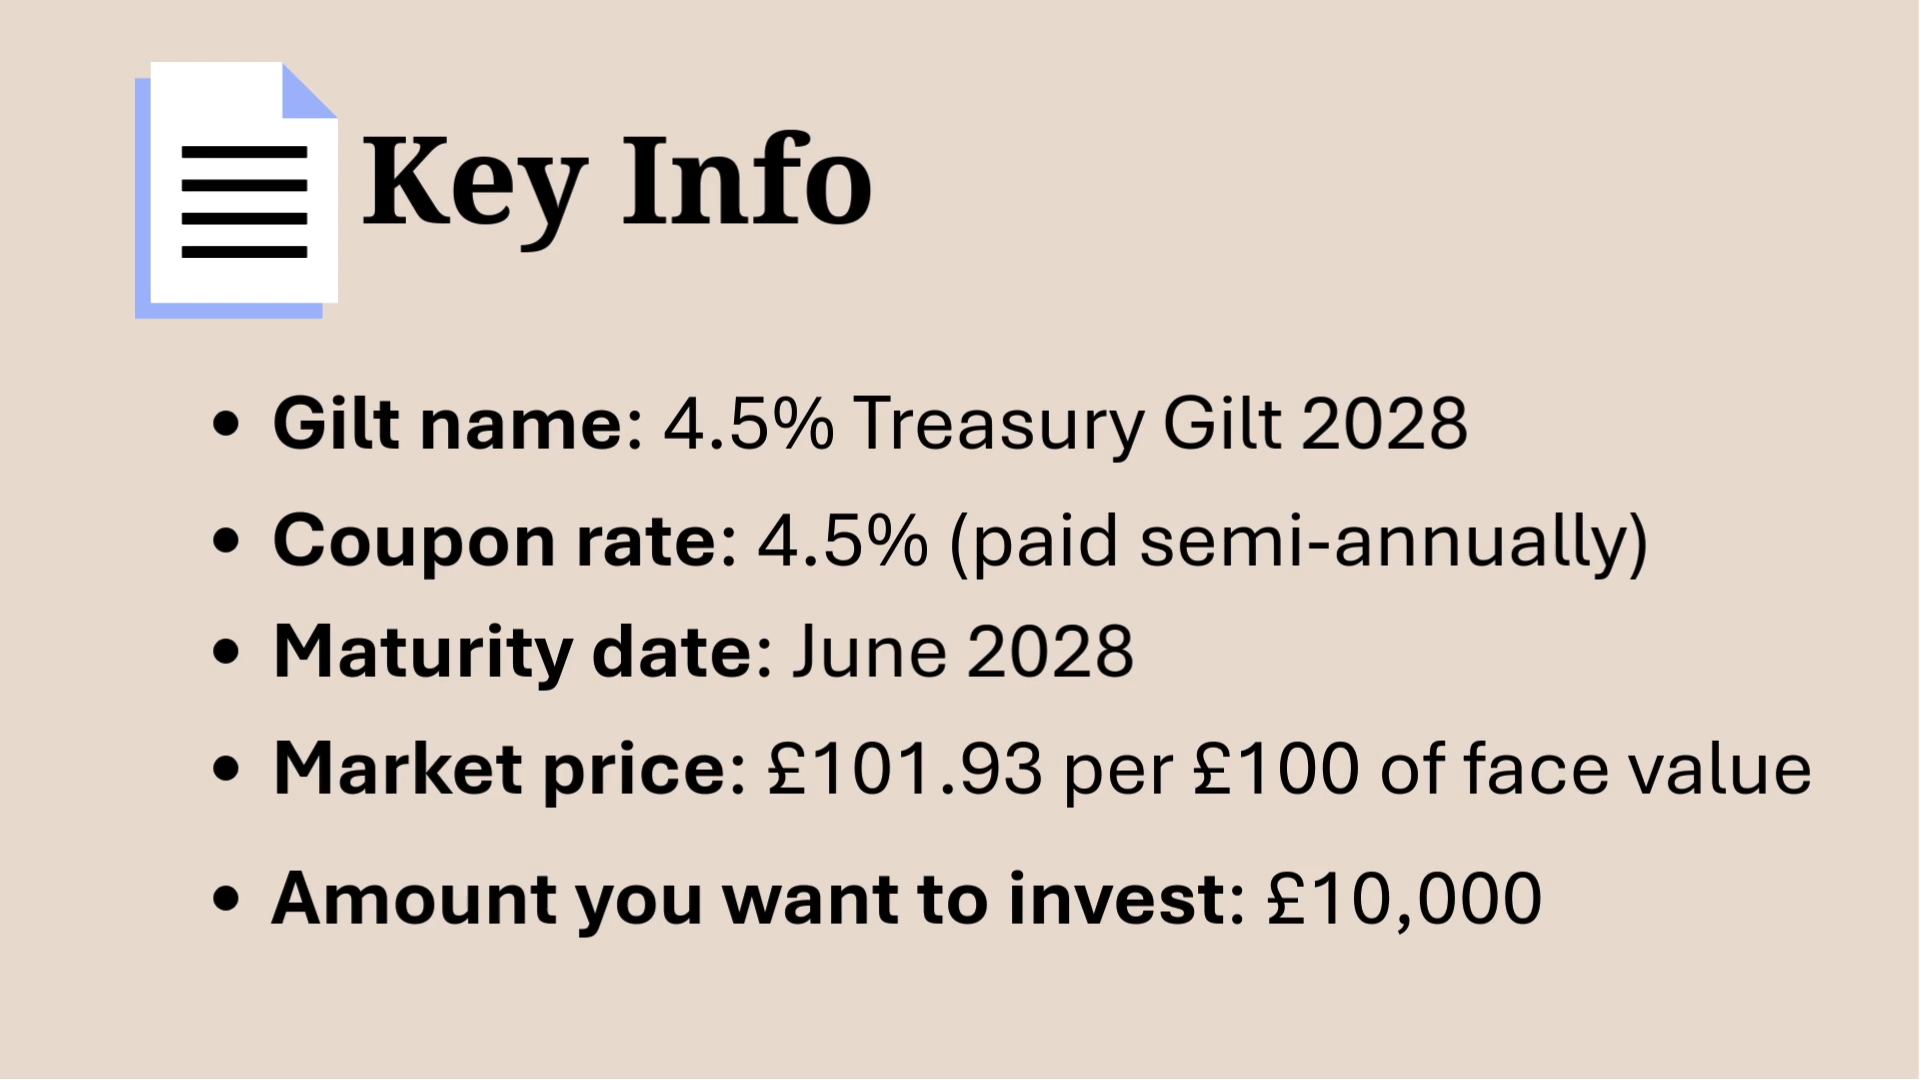 Key Info
• Gilt name: 4.5% Treasury Gilt 2028
• Coupon rate: 4.5% (paid semi-annually)
• Maturity date: June 2028
• Market price: £101.93 per £100 of face value
• Amount you want to invest: £10,000